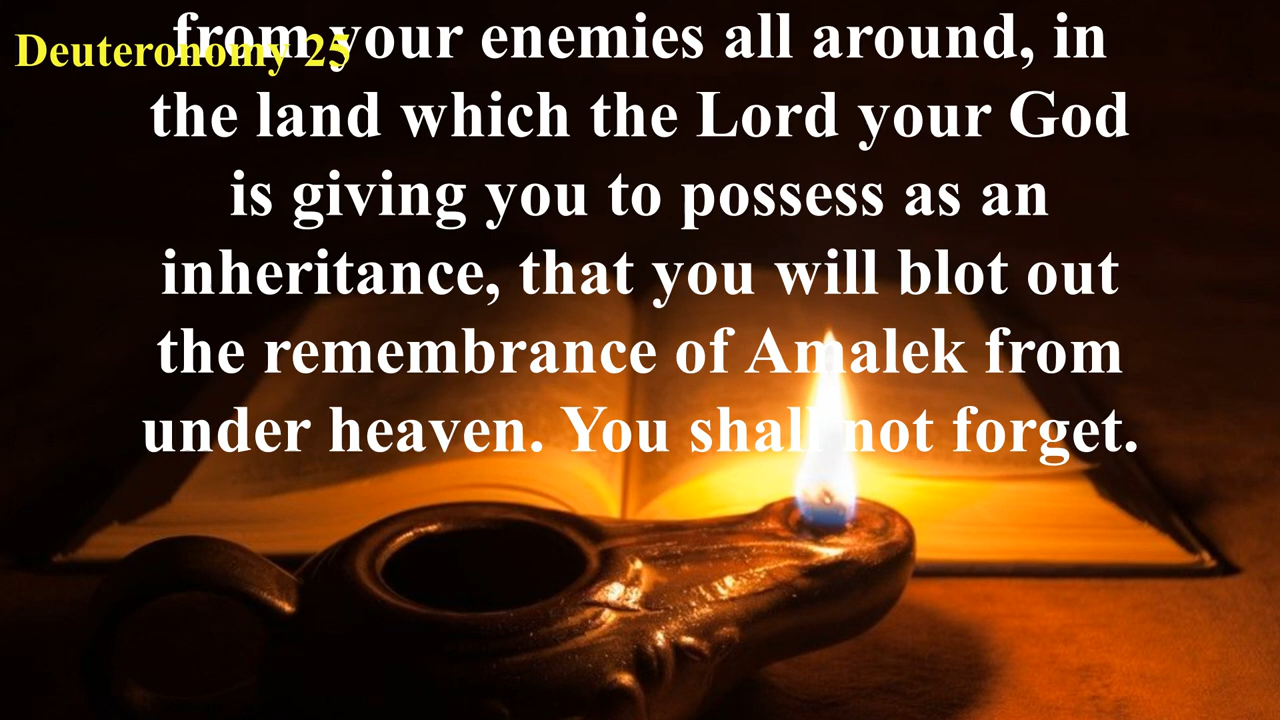 Deuteronomy 25
from your enemies all around, in
the land which the Lord your God
is giving you to possess as an
inheritance, that you will blot out
the remembrance of Amalek from
under heaven. You shall not forget.